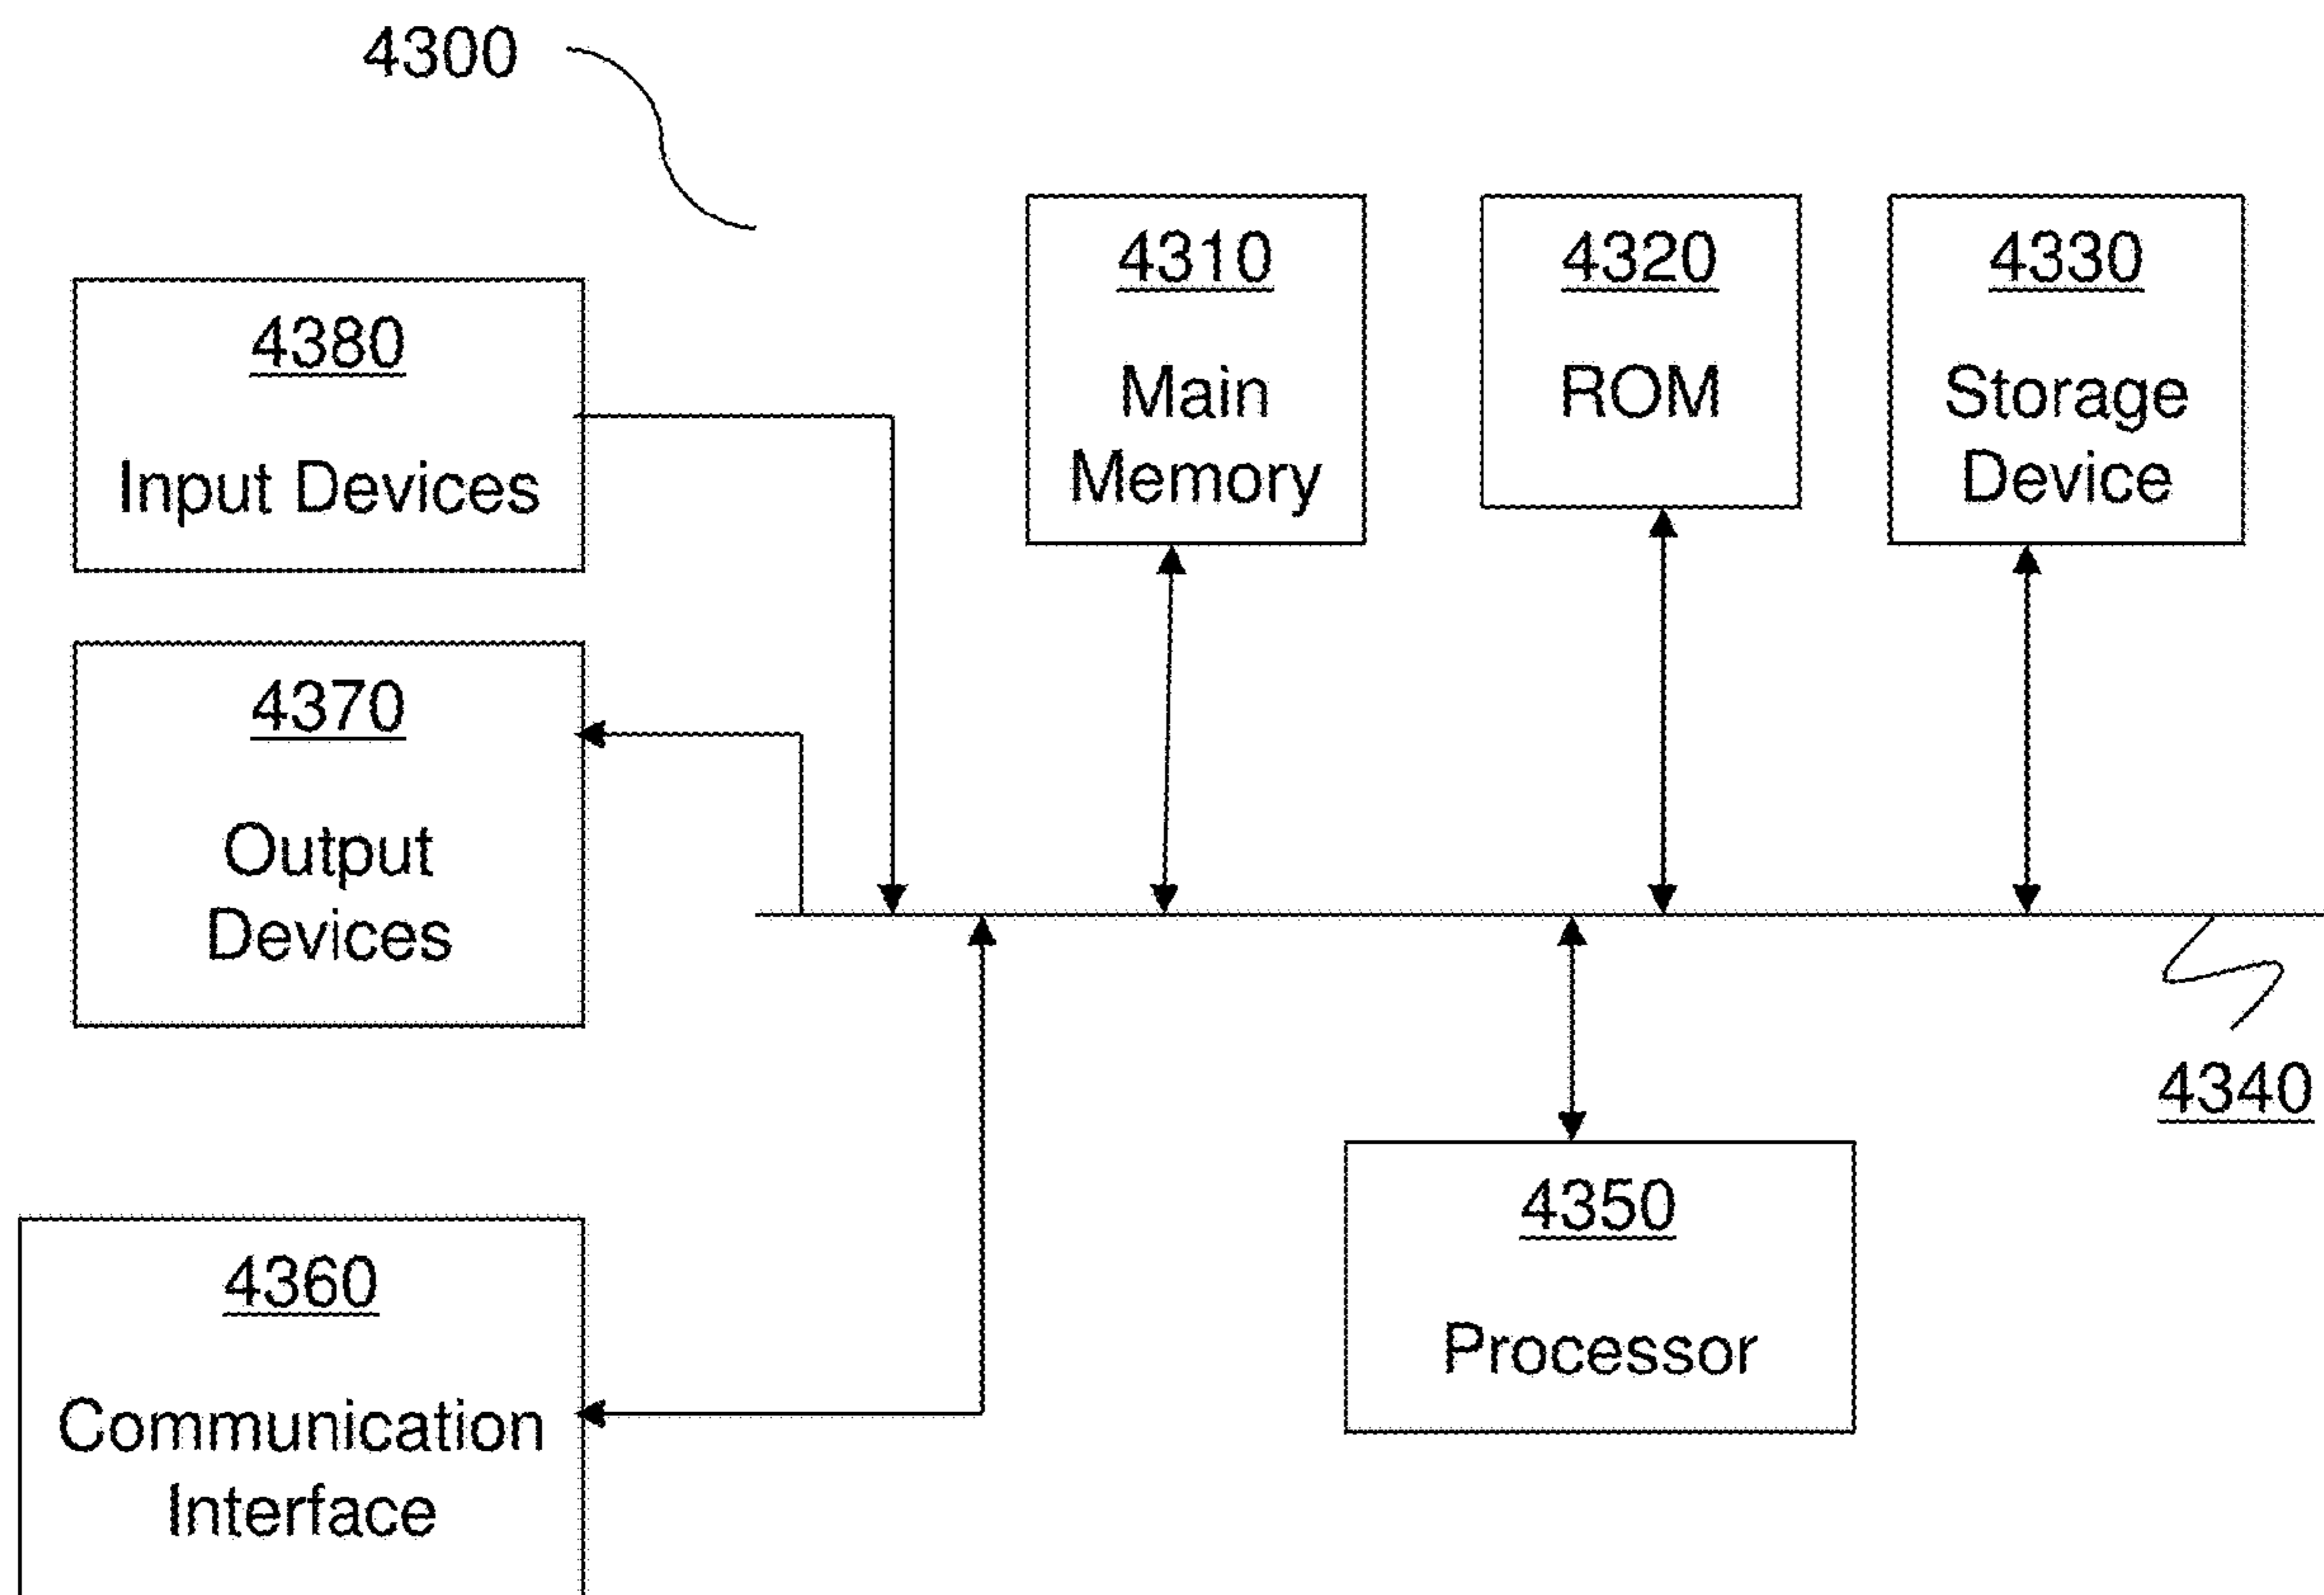 4300
4310
Main
Memory
4320
ROM
4330
Storage
Device
4380
Input Devices
4370
Output
Devices
4340
4350
Processor
4360
Communication
Interface